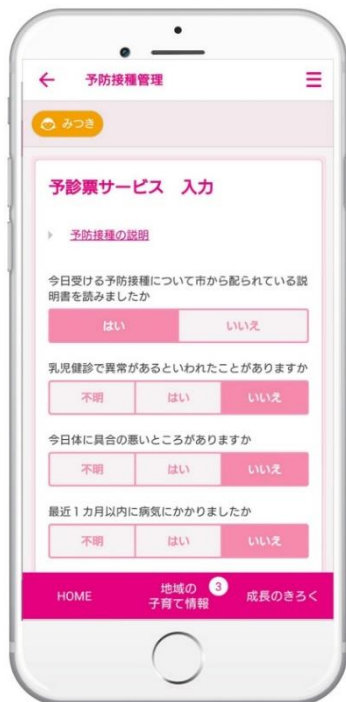 予防接種管理
みつき
予診票サービス 入力
予防接種の説明
今日受ける予防接種について市から配られている説
明書を読みましたか
はい いいえ
乳児健診で異常があるといわれたことがありますか
不明 はい いいえ
今日体に具合の悪いところがありますか
不明 はい いいえ
最近1カ月以内に病気にかかりましたか
不明 はい いいえ
HOME
地域の 3
子育て情報
成長のきろく